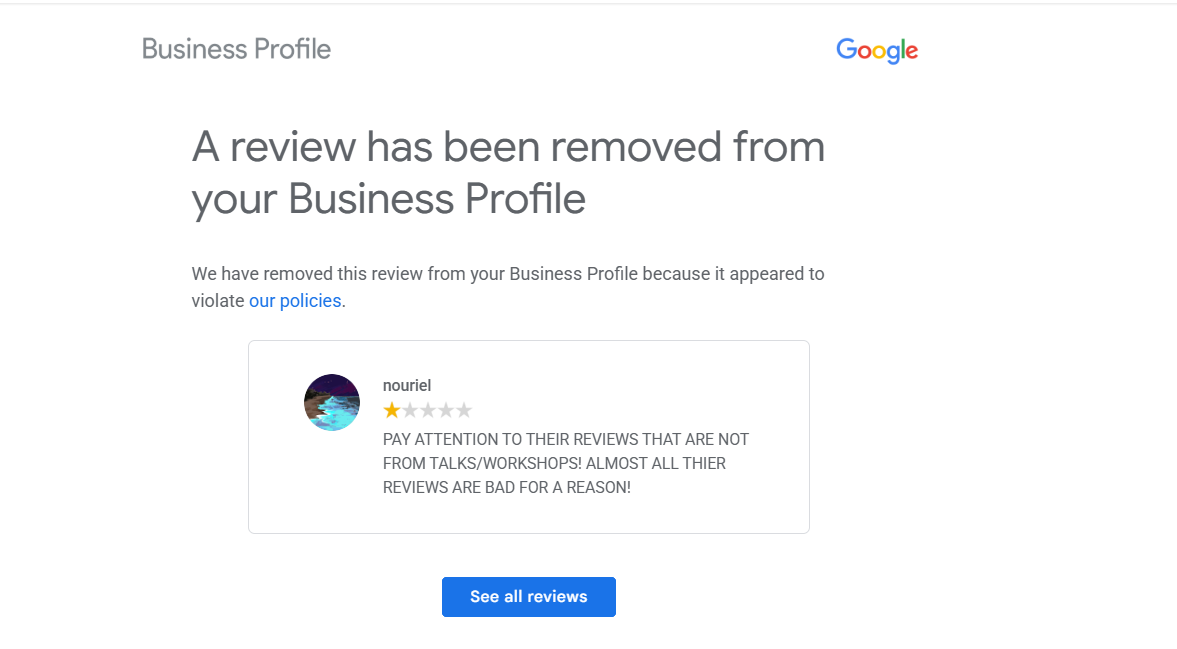 Business Profile
Google
A review has been removed from
your Business Profile
We have removed this review from your Business Profile because it appeared to
violate our policies.
nouriel
PAY ATTENTION TO THEIR REVIEWS THAT ARE NOT
FROM TALKS/WORKSHOPS! ALMOST ALL THIER
REVIEWS ARE BAD FOR A REASON!
See all reviews